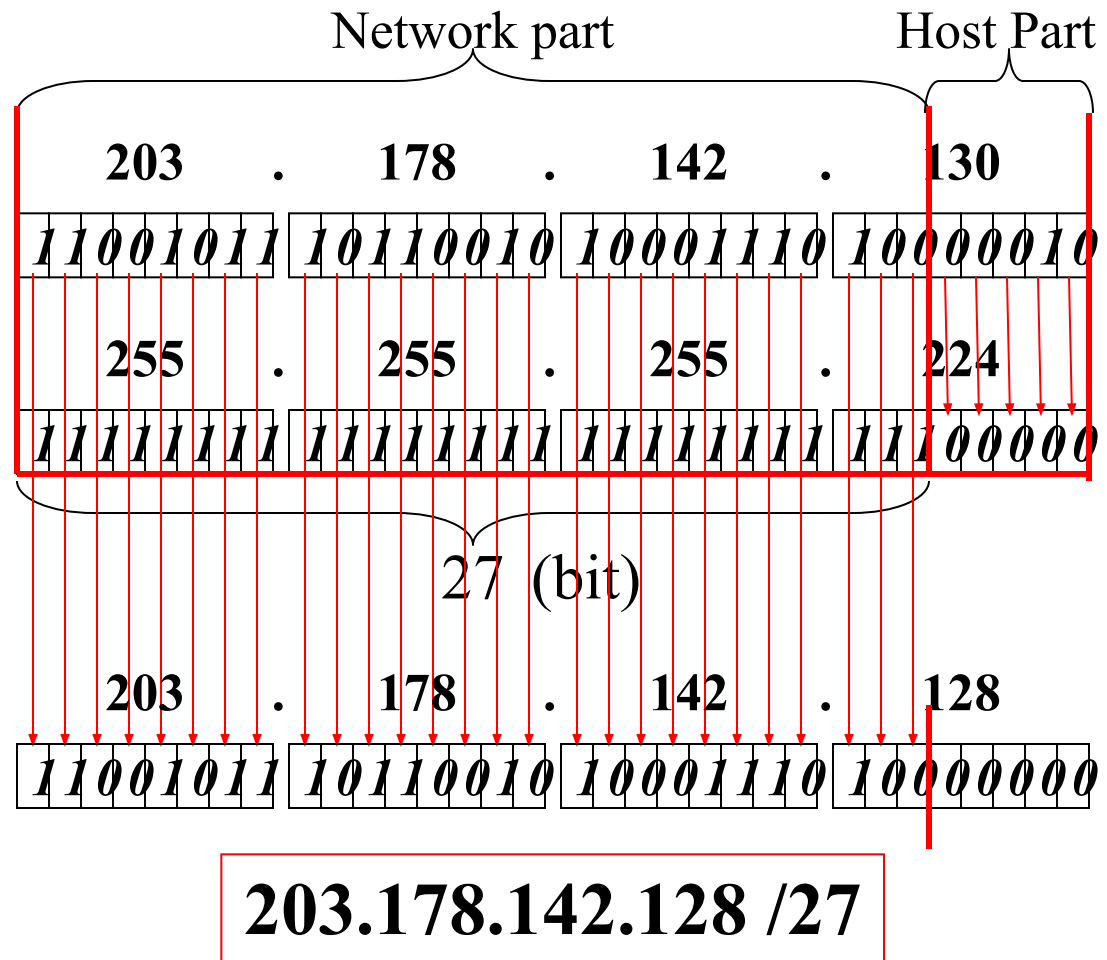 Network part Host Part
203 . 178 . 142 . 130
11001011 10110010 10001110 10000010
255 . 255 . 255 . 224
11111111 11111111 11111111 11100000
27 (bit)
203 . 178 . 142 . 128
11001011 10110010 10001110 10000000
203.178.142.128 /27